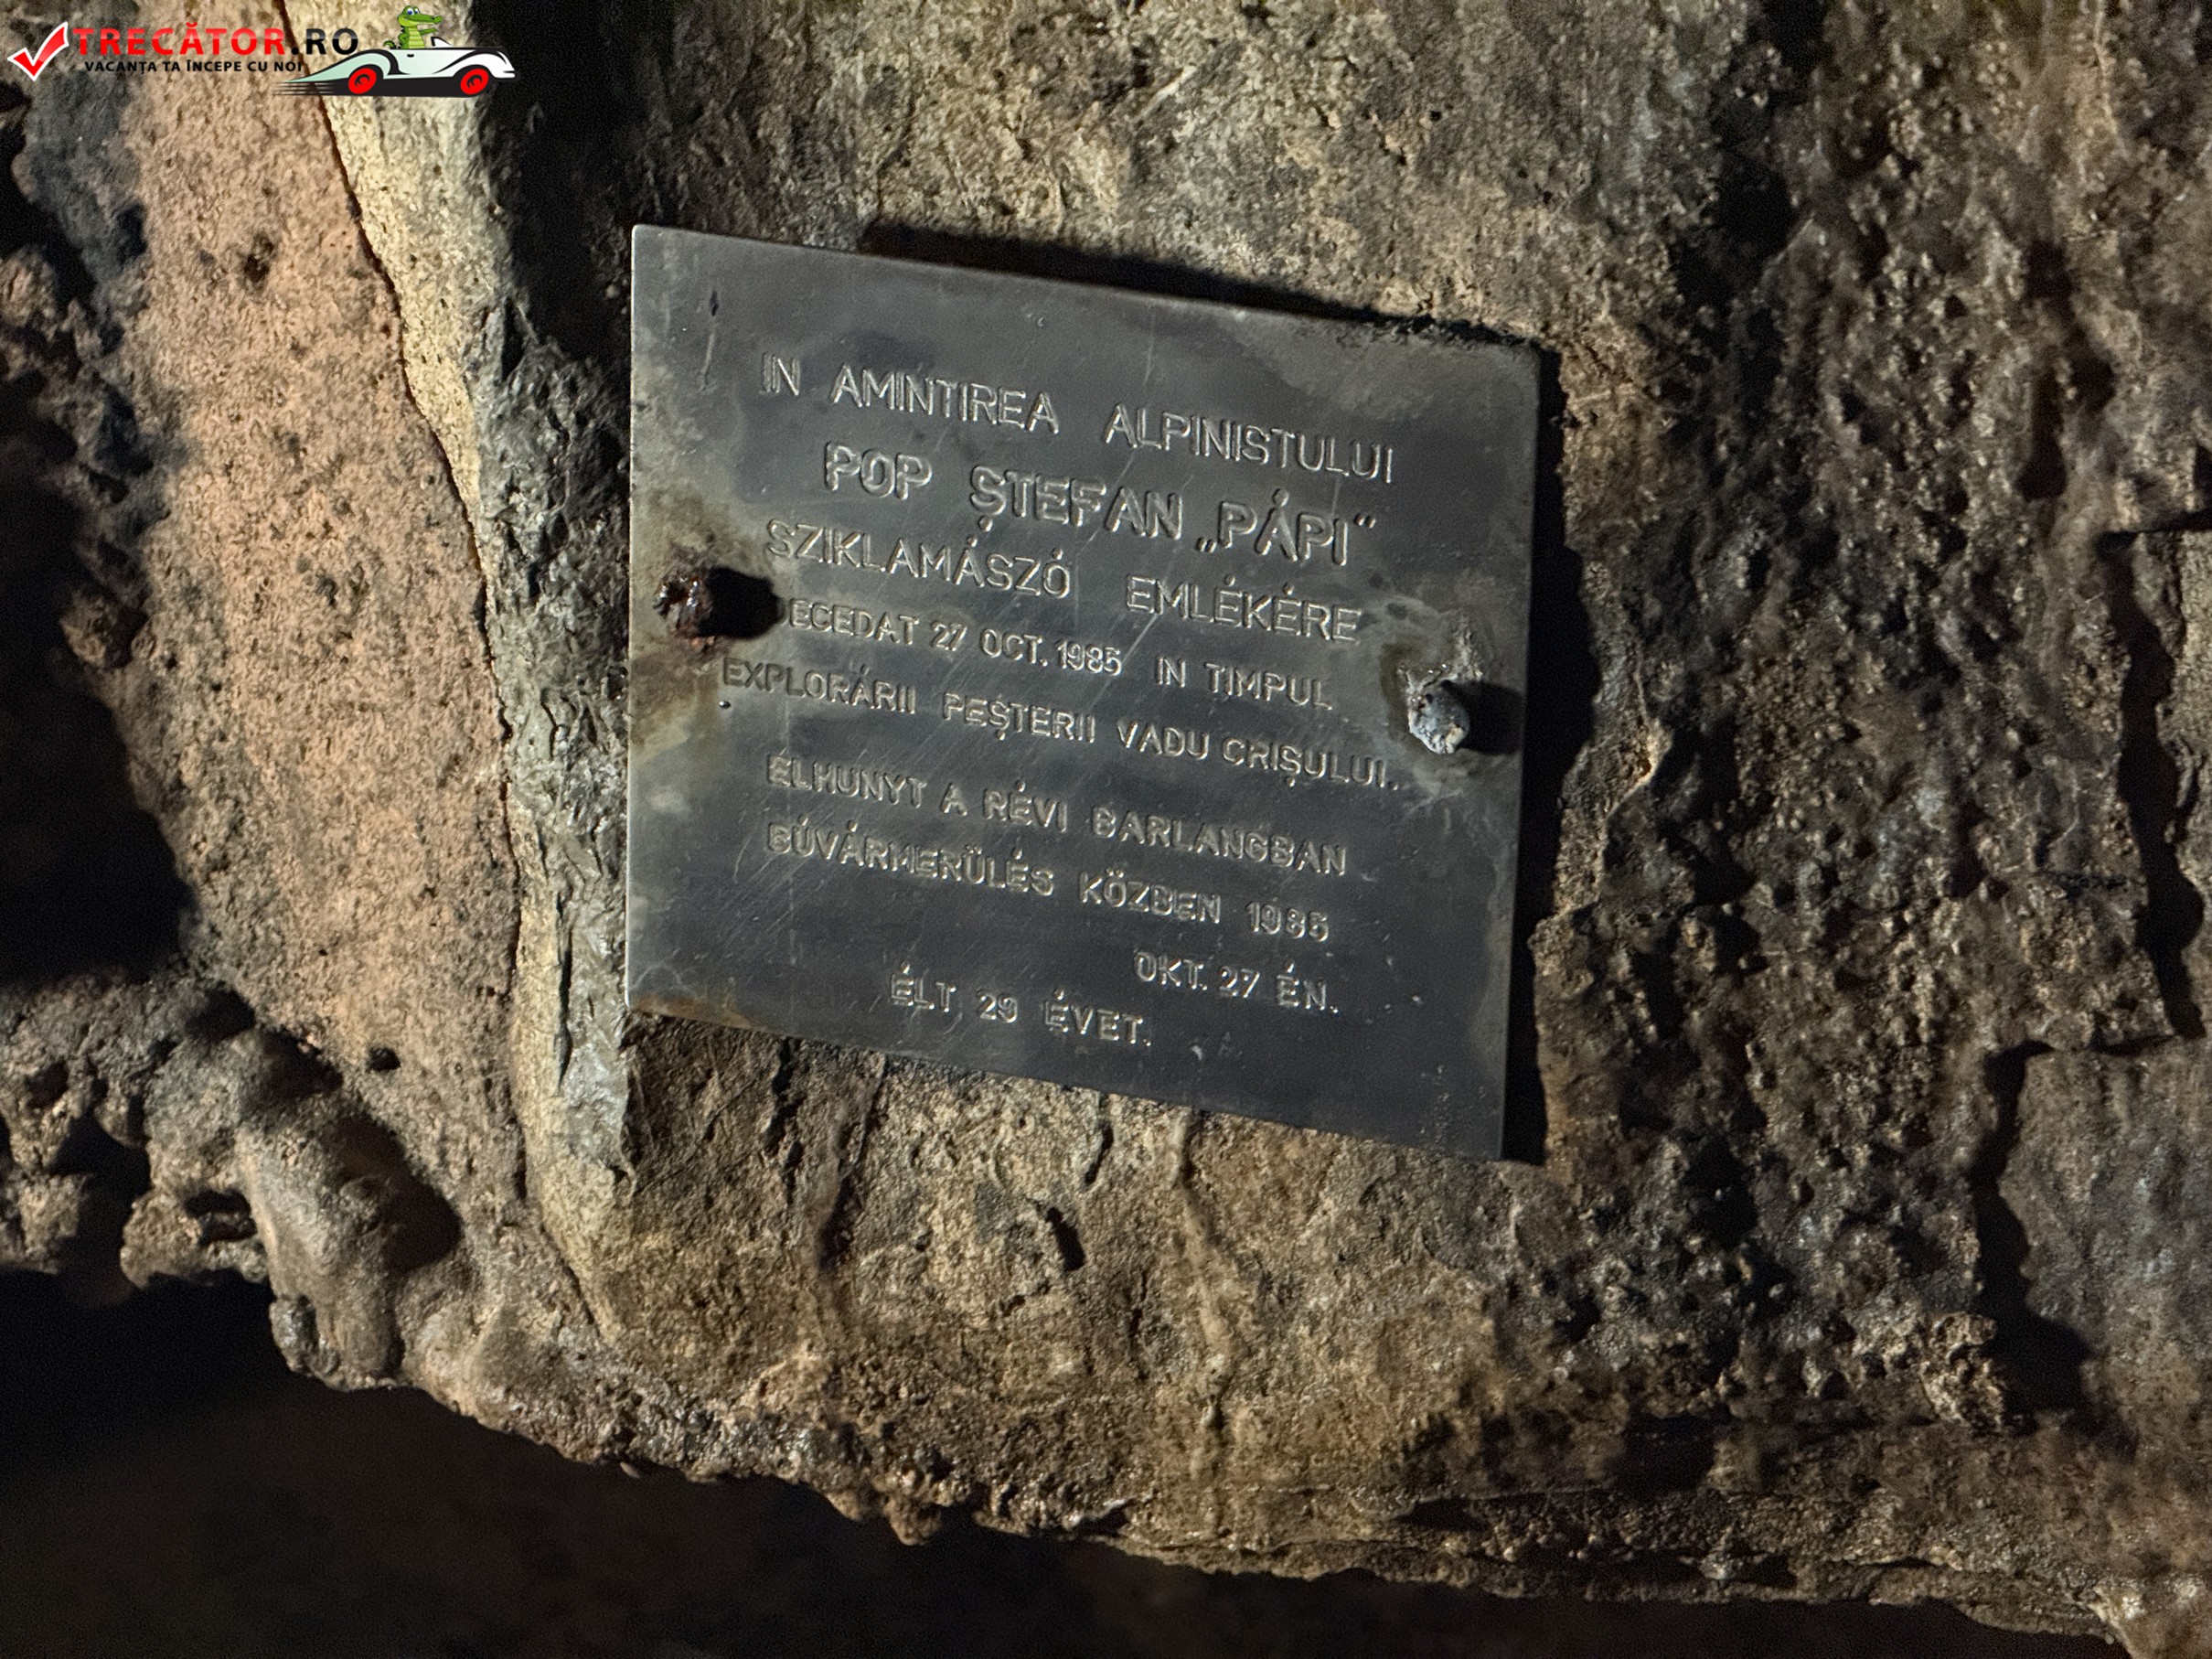 TRECĂTOR.RO
VACANȚA TA ÎNCEPE CU NOI
IN AMINTIREA ALPINISTULUI
POP ȘTEFAN „PÁPI“
SZIKLAMÁSZÓ EMLÉKÉRE
ECEDAT 27 OCT. 1985 IN TIMPUL
EXPLORĂRII PEȘTERII VADU CRIȘULUI.
ELHUNYT A RÉVI BARLANGBAN
BÚVÁRMERÜLÉS KÖZBEN 1985
OKT. 27 ÉN.
ÉLT 29 ÉVET.